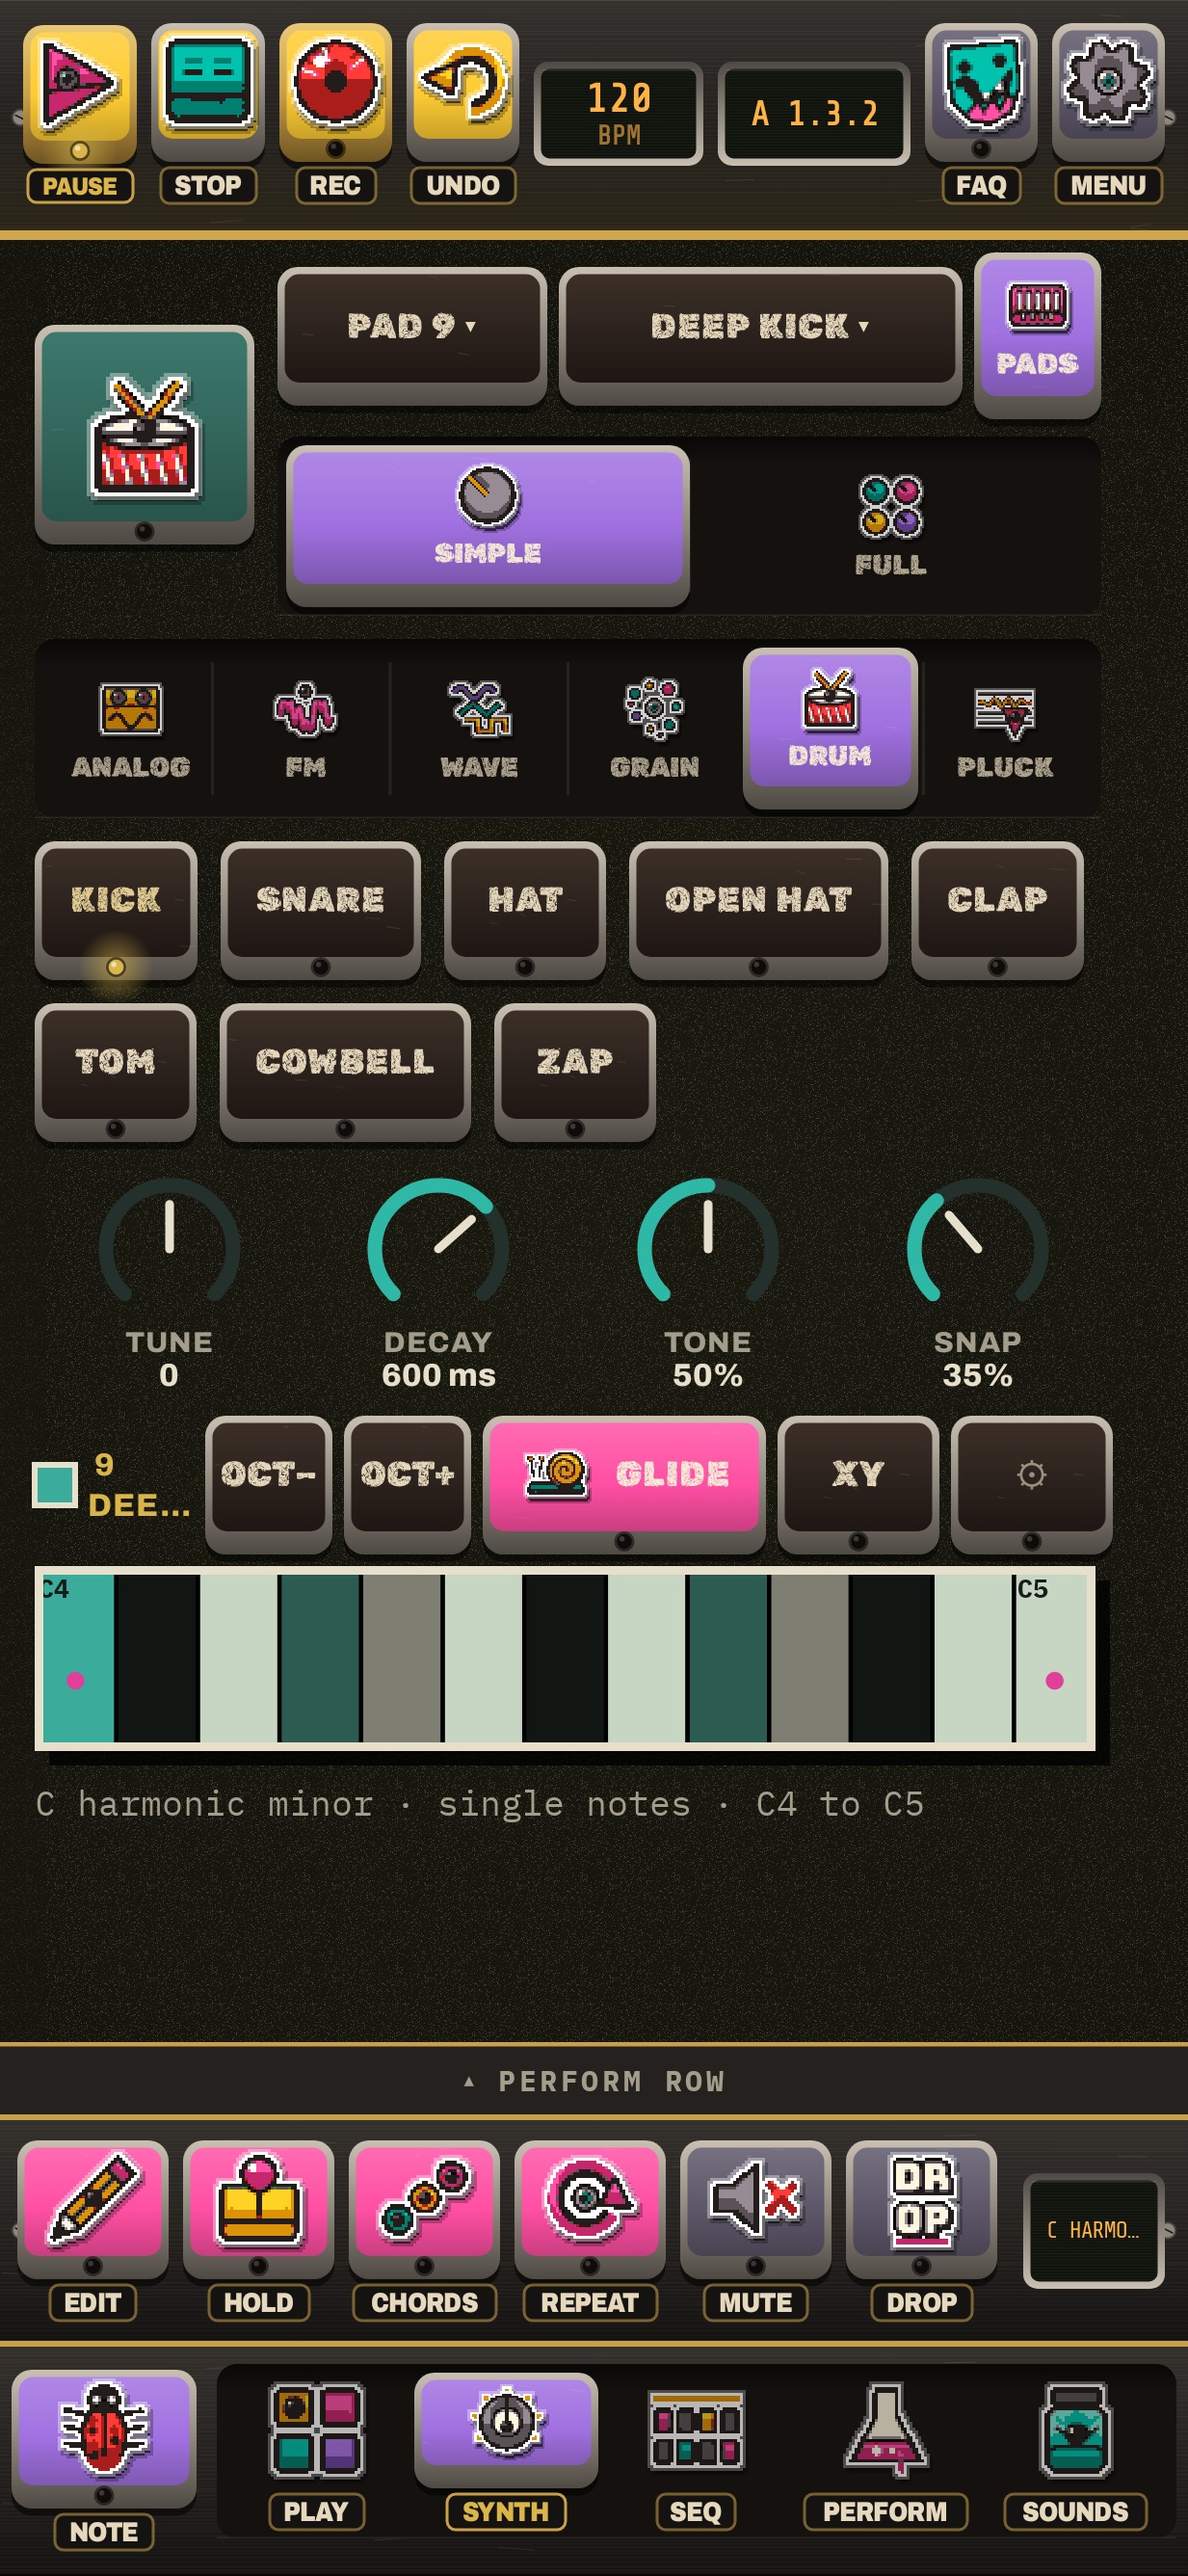 120
BPM
A 1.3.2
PAUSE
STOP
REC
UNDO
FAQ
MENU
PAD 9 ▾
DEEP KICK ▾
PADS
SIMPLE
FULL
ANALOG
FM
WAVE
GRAIN
DRUM
PLUCK
KICK
SNARE
HAT
OPEN HAT
CLAP
TOM
COWBELL
ZAP
TUNE
0
DECAY
600 ms
TONE
50%
SNAP
35%
9
DEE...
OCT-
OCT+
GLIDE
XY
C4
C5
C harmonic minor · single notes · C4 to C5
▴ PERFORM ROW
DR
OP
C HARMO…
EDIT
HOLD
CHORDS
REPEAT
MUTE
DROP
NOTE
PLAY
SYNTH
SEQ
PERFORM
SOUNDS